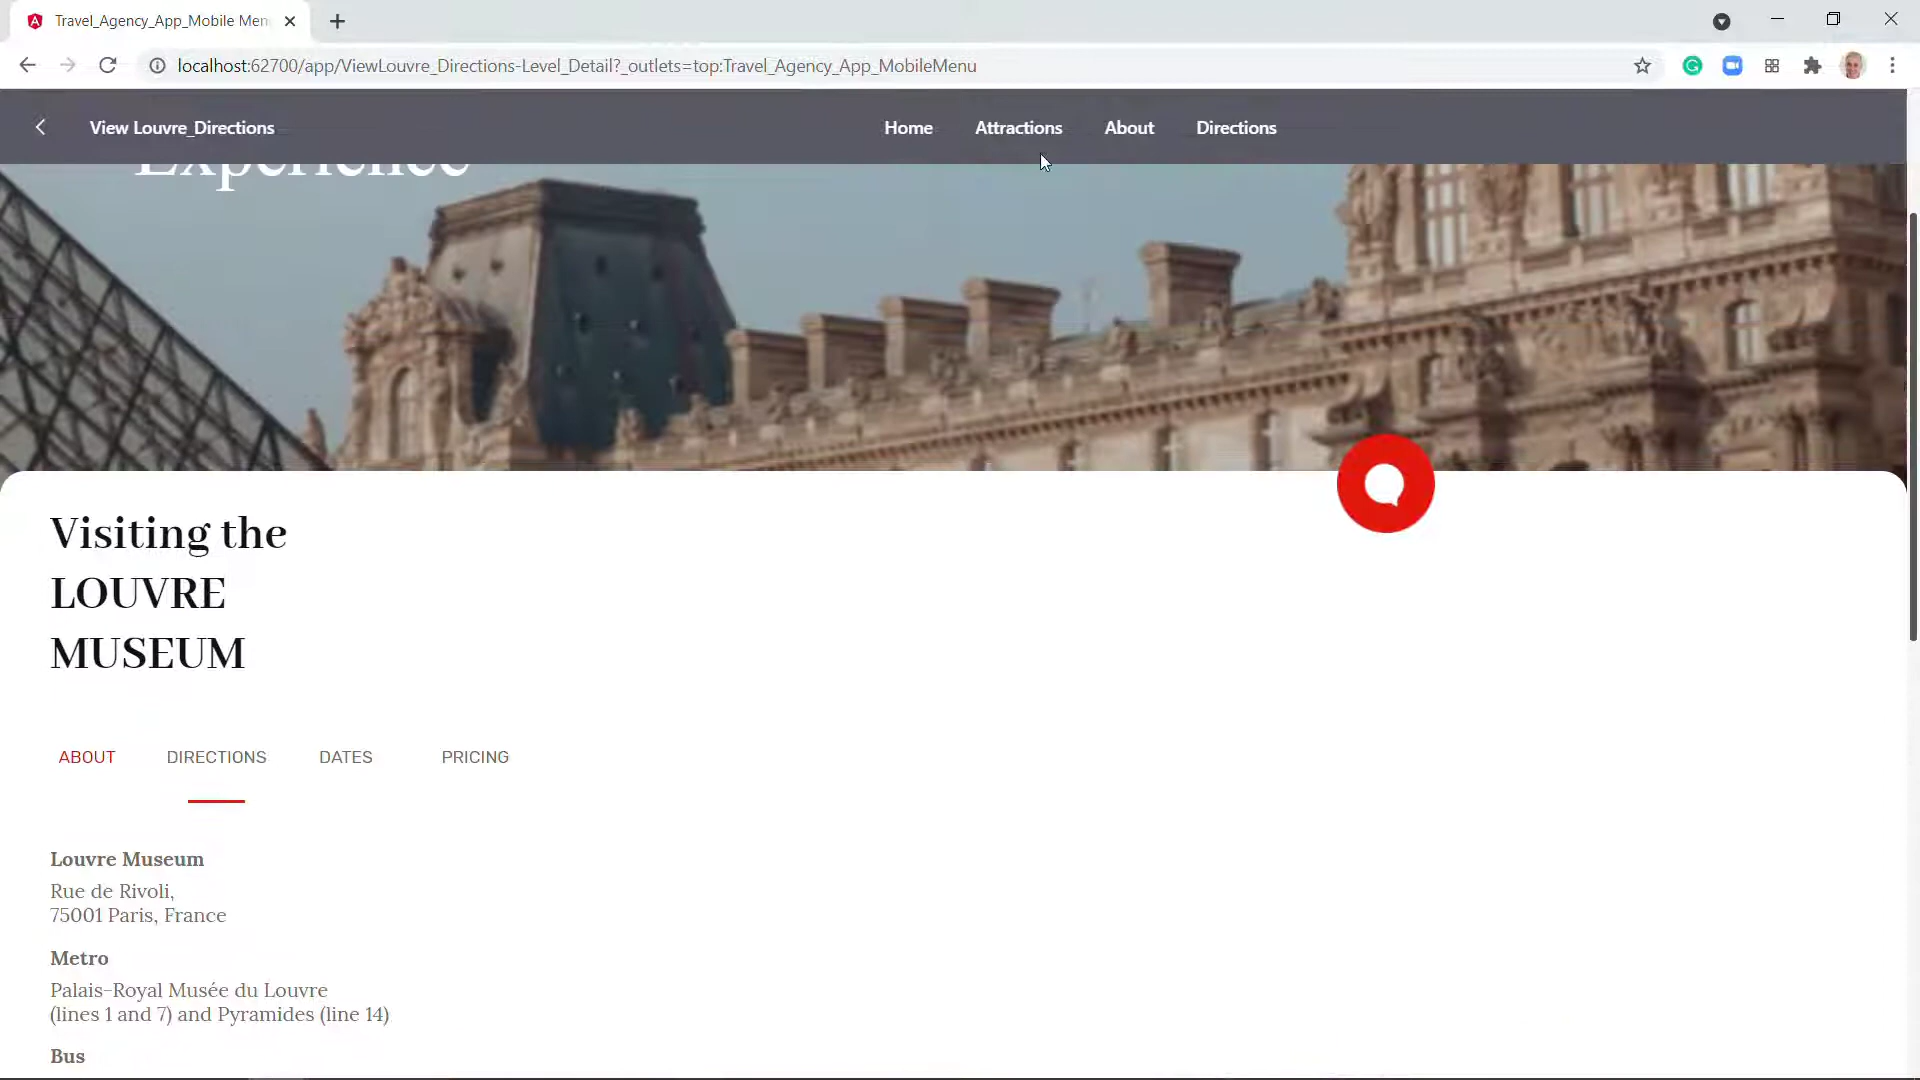 Travel_Agency_App_Mobile Men
localhost:62700/app/ViewLouvre_Directions-Level_Detail?_outlets=top:Travel_Agency_App_MobileMenu
View Louvre_Directions
Home
Attractions
About
Directions
Experience
Visiting the
LOUVRE
MUSEUM
ABOUT
DIRECTIONS
DATES
PRICING
Louvre Museum
Rue de Rivoli,
75001 Paris, France
Metro
Palais-Royal Musée du Louvre
(lines 1 and 7) and Pyramides (line 14)
Bus